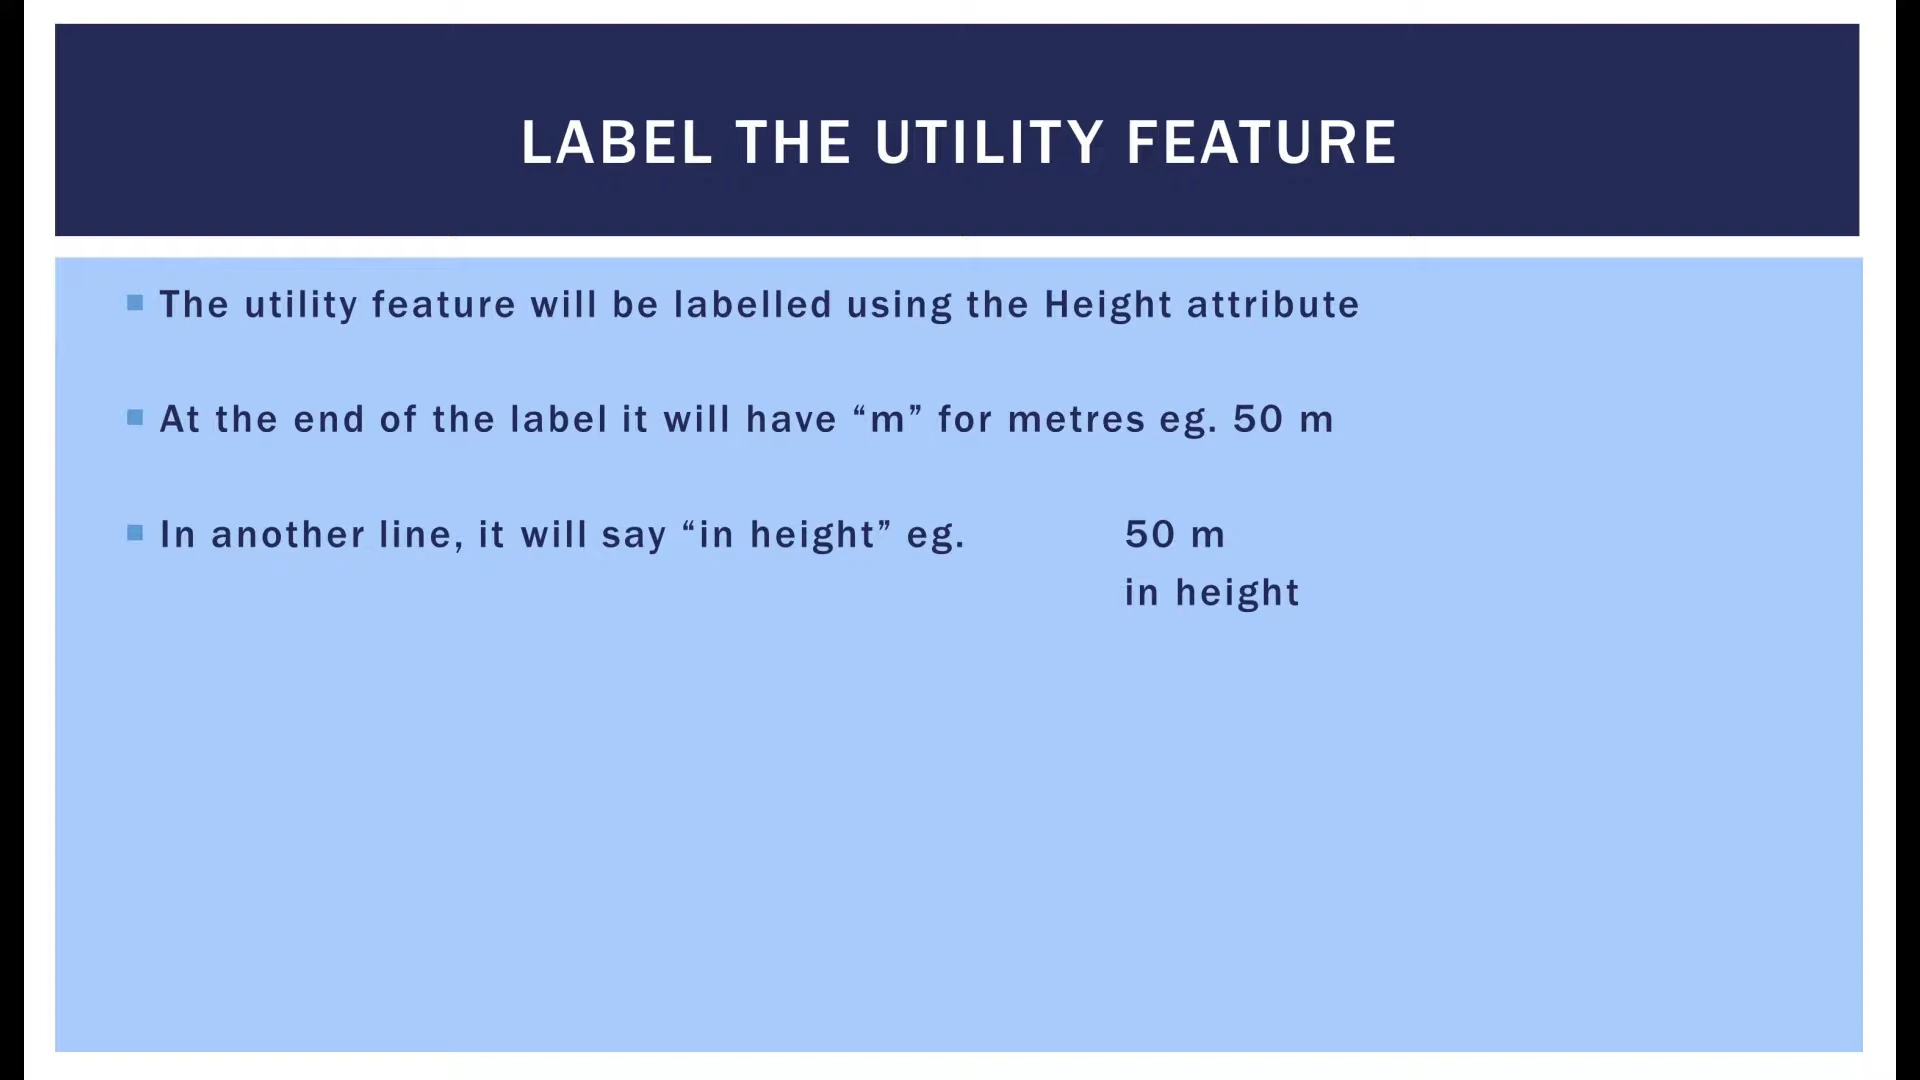 LABEL THE UTILITY FEATURE
The utility feature will be labelled using the Height attribute
At the end of the label it will have “m” for metres eg. 50 m
In another line, it will say “in height” eg. 50 m
in height